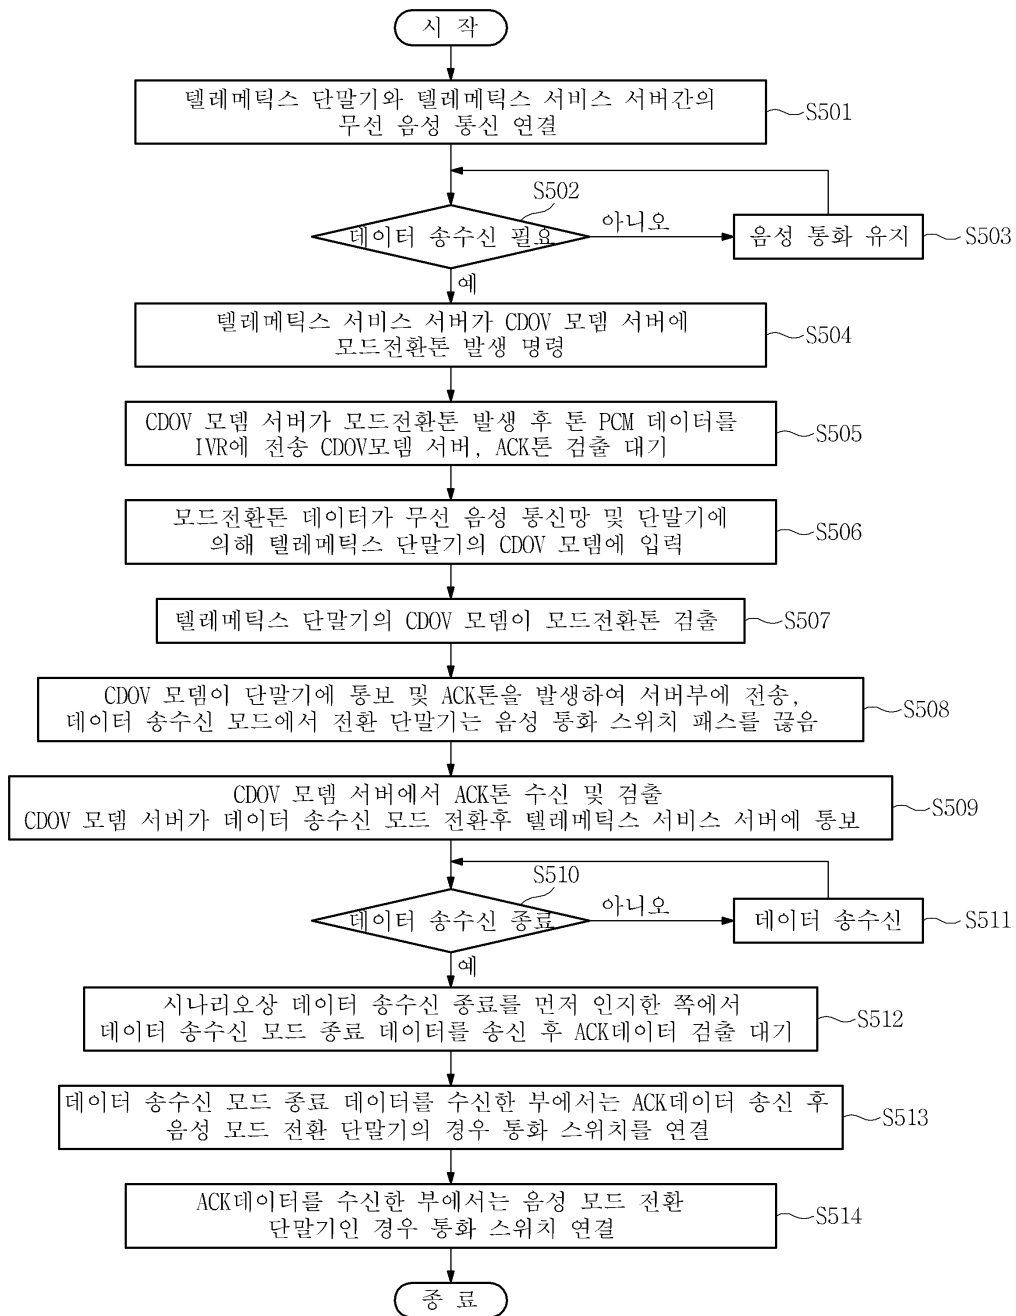 시 작
텔레메틱스 단말기와 텔레메틱스 서비스 서버간의
무선 음성 통신 연결
S501
S502
데이터 송수신 필요
아니오
음성 통화 유지
S503
예
텔레메틱스 서비스 서버가 CDOV 모뎀 서버에
모드전환톤 발생 명령
S504
CDOV 모뎀 서버가 모드전환톤 발생 후 톤 PCM 데이터를
IVR에 전송 CDOV모뎀 서버, ACK톤 검출 대기
S505
모드전환톤 데이터가 무선 음성 통신망 및 단말기에
의해 텔레메틱스 단말기의 CDOV 모뎀에 입력
S506
텔레메틱스 단말기의 CDOV 모뎀이 모드전환톤 검출
S507
CDOV 모뎀이 단말기에 통보 및 ACK톤을 발생하여 서버부에 전송,
데이터 송수신 모드에서 전환 단말기는 음성 통화 스위치 패스를 끊음
S508
CDOV 모뎀 서버에서 ACK톤 수신 및 검출
CDOV 모뎀 서버가 데이터 송수신 모드 전환후 텔레메틱스 서비스 서버에 통보
S509
S510
데이터 송수신 종료
아니오
데이터 송수신
S511
예
시나리오상 데이터 송수신 종료를 먼저 인지한 쪽에서
데이터 송수신 모드 종료 데이터를 송신 후 ACK데이터 검출 대기
S512
데이터 송수신 모드 종료 데이터를 수신한 부에서는 ACK데이터 송신 후
음성 모드 전환 단말기의 경우 통화 스위치를 연결
S513
ACK데이터를 수신한 부에서는 음성 모드 전환
단말기인 경우 통화 스위치 연결
S514
종 료